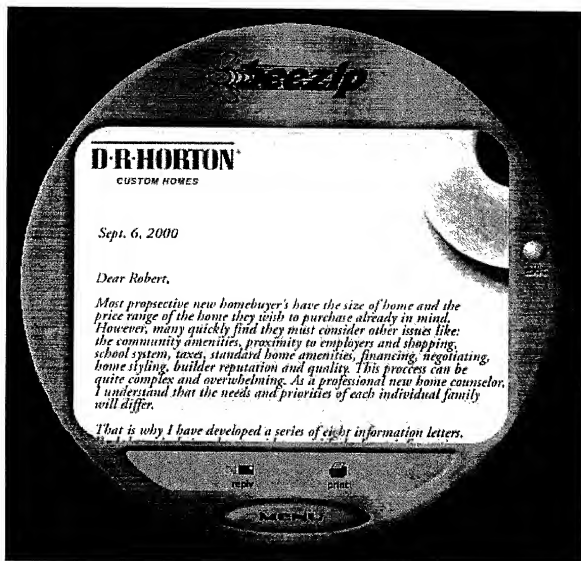 beezip
D·R·HORTON
CUSTOM HOMES
Sept. 6, 2000
Dear Robert,
Most propsective new homebuyer's have the size of home and the
price range of the home they wish to purchase already in mind.
However, many quickly find they must consider other issues like:
the community amenities, proximity to employers and shopping,
school system, taxes, standard home amenities, financing, negotiating,
home styling, builder reputation and quality. This proccess can be
quite complex and overwhelming. As a professional new home counselor,
I understand that the needs and priorities of each individual family
will differ.
That is why I have developed a series of eight information letters.
reply
print
MENU